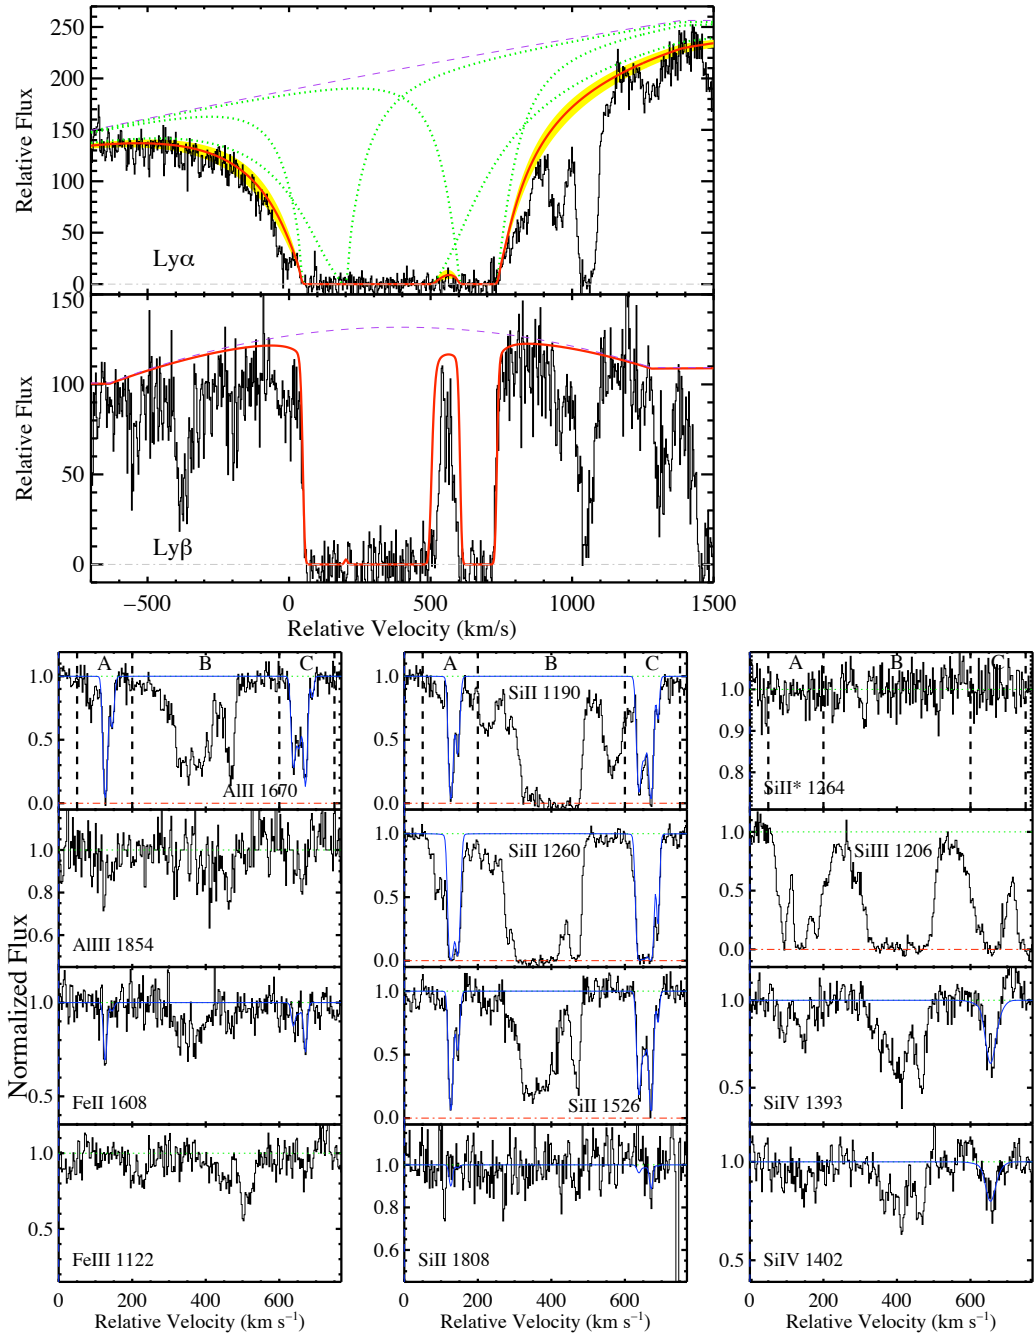 250
200
150
100
50
0
Relative Flux
Lyα
150
100
50
0
Relative Flux
Lyβ
−500 0 500 1000 1500
Relative Velocity (km/s)
A B C
1.0
0.5
0.0
AlII 1670
A B C
1.0
0.5
0.0
SiII 1190
A B C
1.0
0.9
0.8
SiII* 1264
1.0
0.8
0.6
AlIII 1854
1.0
0.5
0.0
SiII 1260
1.0
0.5
0.0
SiIII 1206
Normalized Flux
1.0
0.5
FeII 1608
1.0
0.5
0.0
SiII 1526
1.0
0.5
SiIV 1393
1.0
0.5
FeIII 1122
1.0
0.8
0.6
SiII 1808
1.0
0.5
SiIV 1402
0 200 400 600
Relative Velocity (km s⁻¹)
0 200 400 600
Relative Velocity (km s⁻¹)
0 200 400 600
Relative Velocity (km s⁻¹)